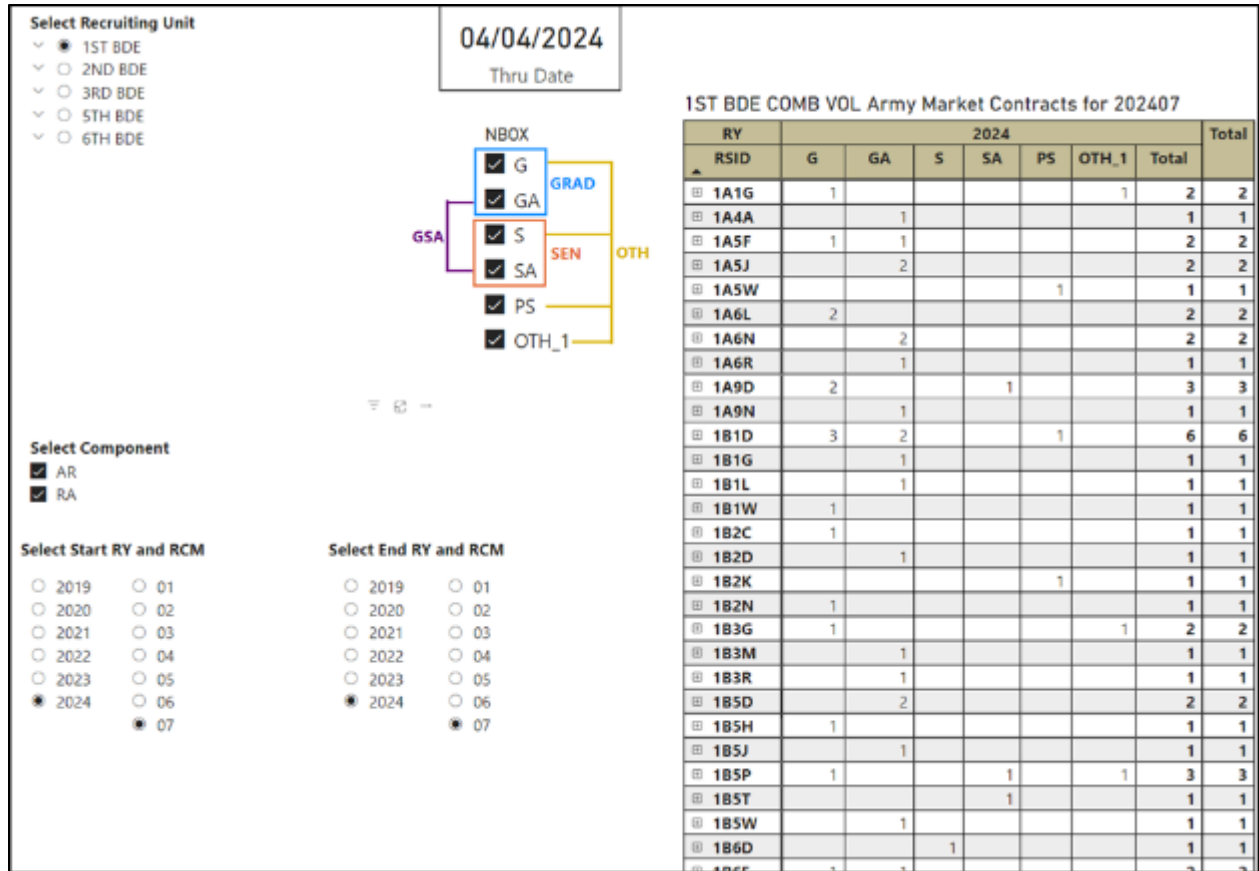 Select Recruiting Unit
1ST BDE
2ND BDE
3RD BDE
5TH BDE
6TH BDE
04/04/2024
Thru Date
NBOX
G
GA
S
SA
PS
OTH_1
GRAD
SEN
GSA
OTH
Select Component
AR
RA
Select Start RY and RCM
2019 01
2020 02
2021 03
2022 04
2023 05
2024 06
07
Select End RY and RCM
2019 01
2020 02
2021 03
2022 04
2023 05
2024 06
07
1ST BDE COMB VOL Army Market Contracts for 202407
RY 2024 Total
RSID G GA S SA PS OTH_1 Total
1A1G 1 1 2 2
1A4A 1 1 1
1A5F 1 1 2 2
1A5J 2 2 2
1A5W 1 1 1
1A6L 2 2 2
1A6N 2 2 2
1A6R 1 1 1
1A9D 2 1 3 3
1A9N 1 1 1
1B1D 3 2 1 6 6
1B1G 1 1 1
1B1L 1 1 1
1B1W 1 1 1
1B2C 1 1 1
1B2D 1 1 1
1B2K 1 1 1
1B2N 1 1 1
1B3G 1 1 2 2
1B3M 1 1 1
1B3R 1 1 1
1B5D 2 2 2
1B5H 1 1 1
1B5J 1 1 1
1B5P 1 1 1 3 3
1B5T 1 1 1
1B5W 1 1 1
1B6D 1 1 1